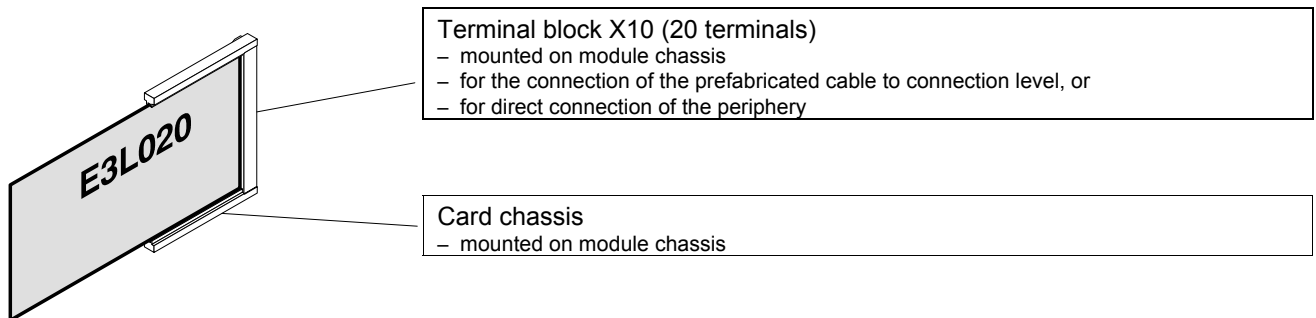 Terminal block X10 (20 terminals)
– mounted on module chassis
– for the connection of the prefabricated cable to connection level, or
– for direct connection of the periphery
E3L020
Card chassis
– mounted on module chassis